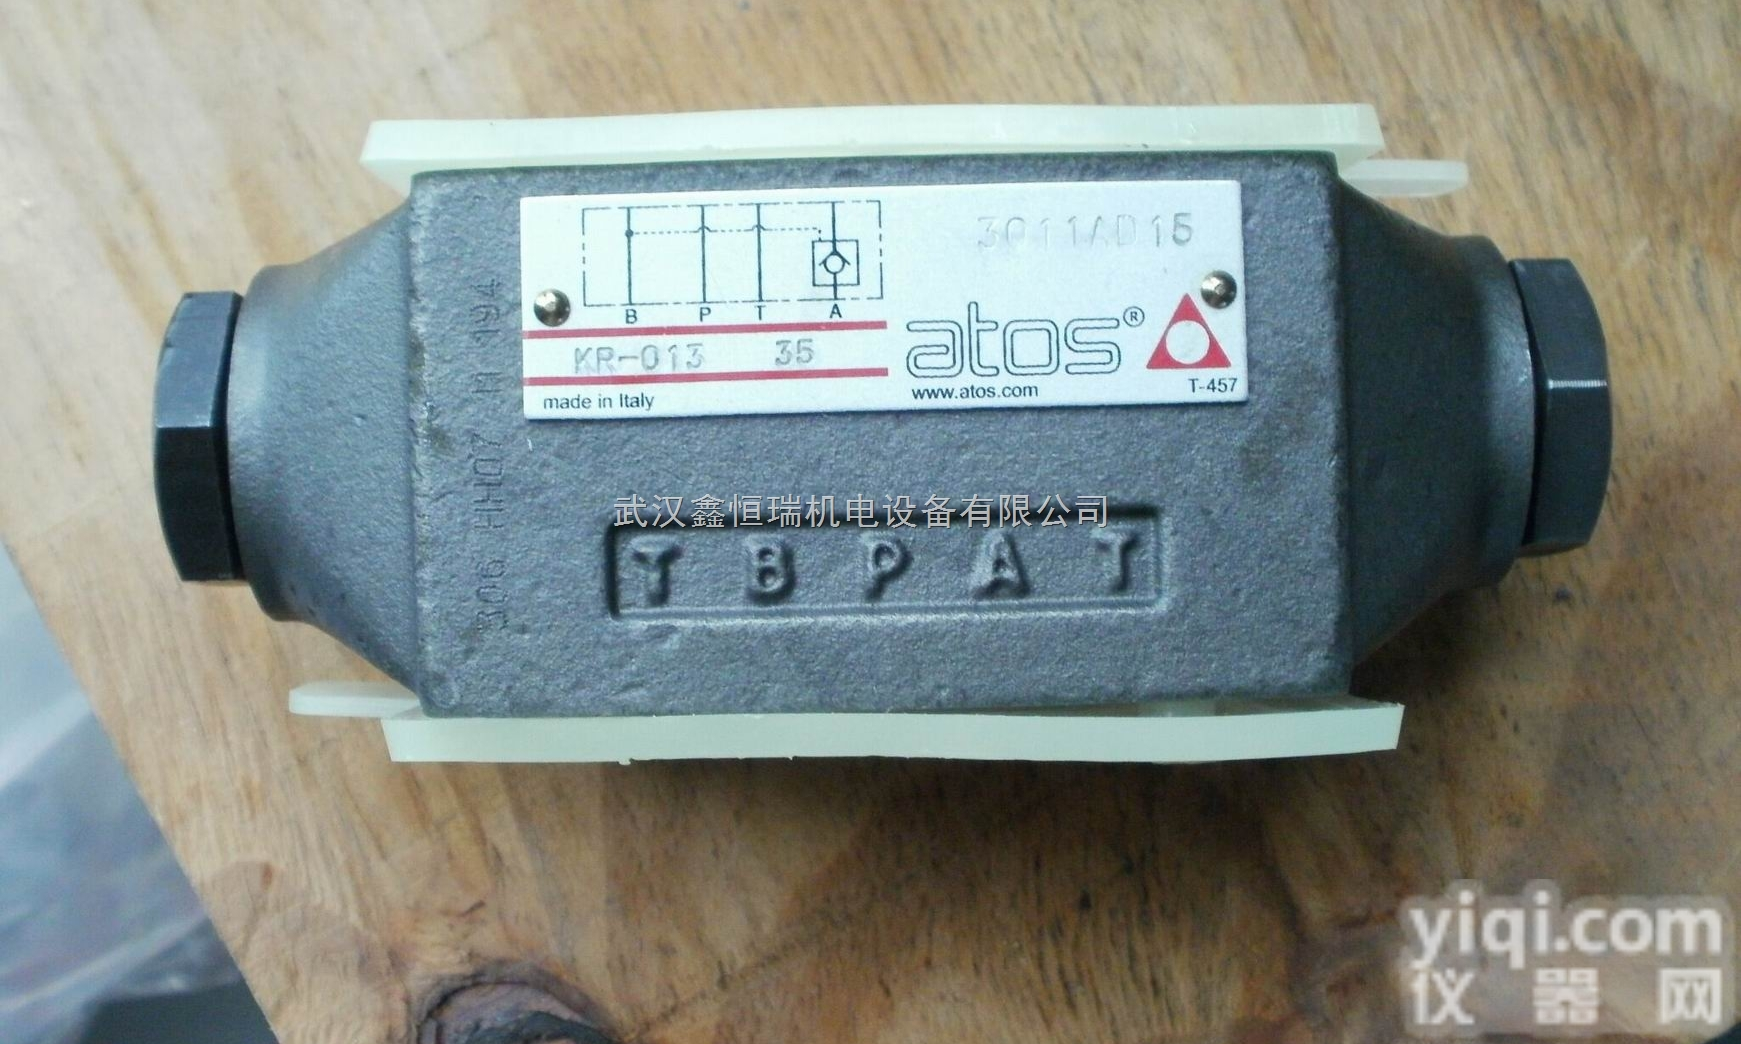 3011AD15
B P T A
atos®
KR-013 35
made in Italy
www.atos.com
T-457
306 HH07 M 194
武汉鑫恒瑞机电设备有限公司
T B P A T
yiqi.com
仪器网